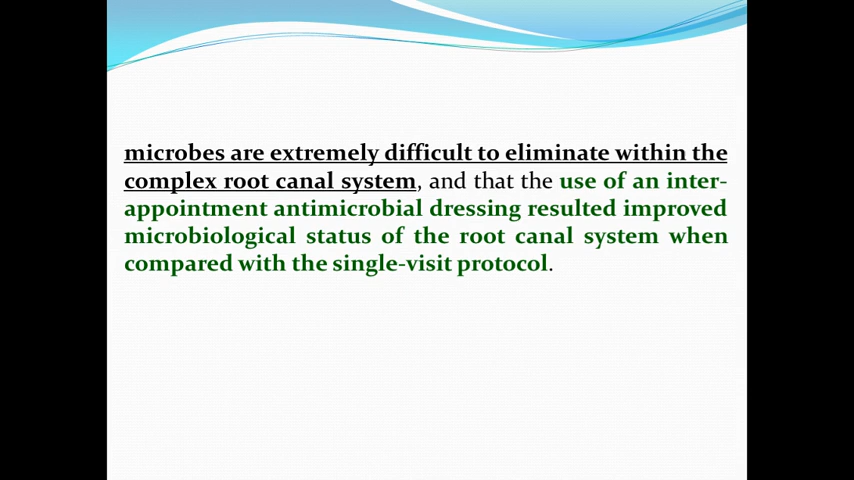 microbes are extremely difficult to eliminate within the
complex root canal system, and that the use of an inter-
appointment antimicrobial dressing resulted improved
microbiological status of the root canal system when
compared with the single-visit protocol.